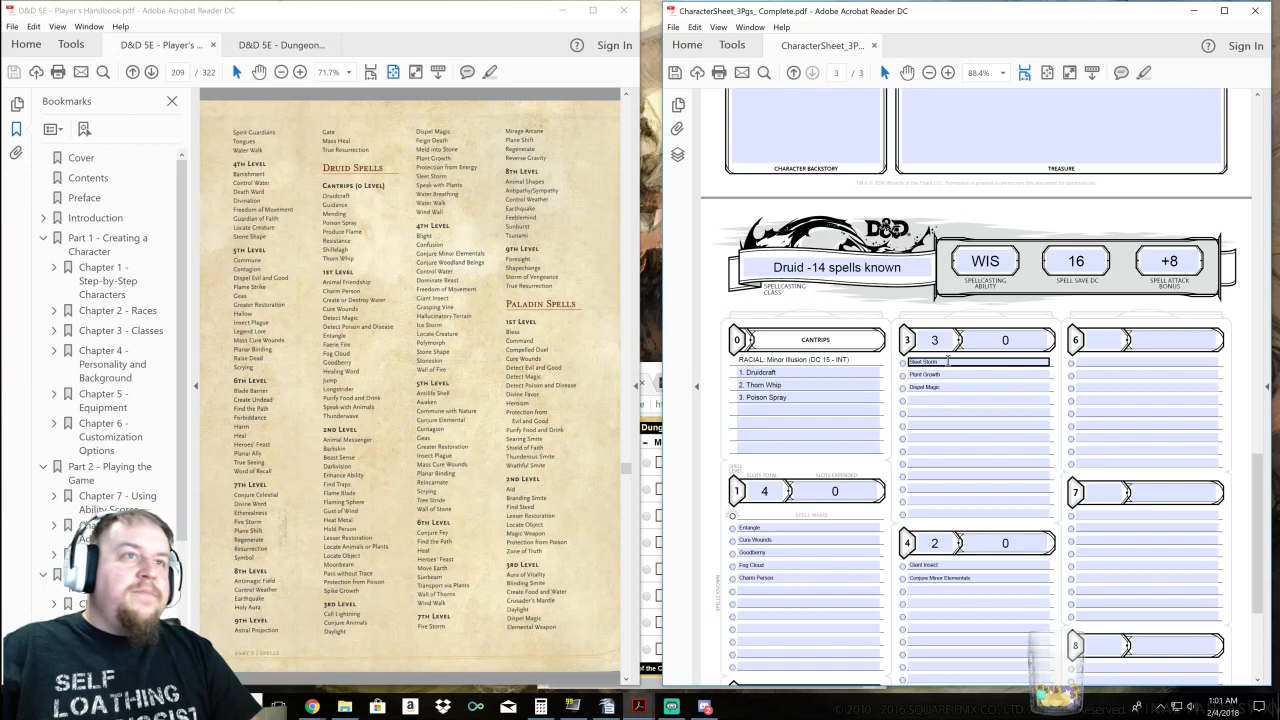 D&D 5E - Player's Handbook.pdf - Adobe Acrobat Reader DC
File Edit View Window Help
Home Tools D&D 5E - Player's ... D&D 5E - Dungeon... Sign In
209 / 322 71.7%
Bookmarks
Cover
Contents
Preface
Introduction
Part 1 - Creating a
Character
Chapter 1 -
Step-by-Step
Characters
Chapter 2 - Races
Chapter 3 - Classes
Chapter 4 -
Personality and
Background
Chapter 5 -
Equipment
Chapter 6 -
Customization
Options
Part 2 - Playing the
Game
Chapter 7 - Using
Ability Scores
Spirit Guardians
Tongues
Water Walk
4th Level
Banishment
Control Water
Death Ward
Divination
Freedom of Movement
Guardian of Faith
Locate Creature
Stone Shape
5th Level
Commune
Contagion
Dispel Evil and Good
Flame Strike
Geas
Greater Restoration
Hallow
Insect Plague
Legend Lore
Mass Cure Wounds
Planar Binding
Raise Dead
Scrying
6th Level
Blade Barrier
Create Undead
Find the Path
Forbiddance
Harm
Heal
Heroes' Feast
Planar Ally
True Seeing
Word of Recall
7th Level
Conjure Celestial
Divine Word
Etherealness
Fire Storm
Plane Shift
Regenerate
Resurrection
Symbol
8th Level
Antimagic Field
Control Weather
Earthquake
Holy Aura
9th Level
Astral Projection
Gate
Mass Heal
True Resurrection
Druid Spells
Cantrips (0 Level)
Druidcraft
Guidance
Mending
Poison Spray
Produce Flame
Resistance
Shillelagh
Thorn Whip
1st Level
Animal Friendship
Charm Person
Create or Destroy Water
Cure Wounds
Detect Magic
Detect Poison and Disease
Entangle
Faerie Fire
Fog Cloud
Goodberry
Healing Word
Jump
Longstrider
Purify Food and Drink
Speak with Animals
Thunderwave
2nd Level
Animal Messenger
Barkskin
Beast Sense
Darkvision
Enhance Ability
Find Traps
Flame Blade
Flaming Sphere
Gust of Wind
Heat Metal
Hold Person
Lesser Restoration
Locate Animals or Plants
Locate Object
Moonbeam
Pass without Trace
Protection from Poison
Spike Growth
3rd Level
Call Lightning
Conjure Animals
Daylight
Dispel Magic
Feign Death
Meld into Stone
Plant Growth
Protection from Energy
Sleet Storm
Speak with Plants
Water Breathing
Water Walk
Wind Wall
4th Level
Blight
Confusion
Conjure Minor Elementals
Conjure Woodland Beings
Control Water
Dominate Beast
Freedom of Movement
Giant Insect
Grasping Vine
Hallucinatory Terrain
Ice Storm
Locate Creature
Polymorph
Stone Shape
Stoneskin
Wall of Fire
5th Level
Antilife Shell
Awaken
Commune with Nature
Conjure Elemental
Contagion
Geas
Greater Restoration
Insect Plague
Mass Cure Wounds
Planar Binding
Reincarnate
Scrying
Tree Stride
Wall of Stone
6th Level
Conjure Fey
Find the Path
Heal
Heroes' Feast
Move Earth
Sunbeam
Transport via Plants
Wall of Thorns
Wind Walk
7th Level
Fire Storm
Mirage Arcane
Plane Shift
Regenerate
Reverse Gravity
8th Level
Animal Shapes
Antipathy/Sympathy
Control Weather
Earthquake
Feeblemind
Sunburst
Tsunami
9th Level
Foresight
Shapechange
Storm of Vengeance
True Resurrection
Paladin Spells
1st Level
Bless
Command
Compelled Duel
Cure Wounds
Detect Evil and Good
Detect Magic
Detect Poison and Disease
Divine Favor
Heroism
Protection from
Evil and Good
Purify Food and Drink
Searing Smite
Shield of Faith
Thunderous Smite
Wrathful Smite
2nd Level
Aid
Branding Smite
Find Steed
Lesser Restoration
Locate Object
Magic Weapon
Protection from Poison
Zone of Truth
3rd Level
Aura of Vitality
Blinding Smite
Create Food and Water
Crusader's Mantle
Daylight
Dispel Magic
Elemental Weapon
PART 3 | SPELLS
SELF
LOATHING
CharacterSheet_3Pgs_ Complete.pdf - Adobe Acrobat Reader DC
File Edit View Window Help
Home Tools CharacterSheet_3P... Sign In
3 / 3 88.4%
CHARACTER BACKSTORY TREASURE
D&D
Druid -14 spells known WIS 16 +8
SPELLCASTING
CLASS
SPELLCASTING
ABILITY
SPELL SAVE DC
SPELL ATTACK
BONUS
0 CANTRIPS
RACIAL: Minor Illusion (DC 15 - INT)
1. Druidcraft
2. Thorn Whip
3. Poison Spray
SPELL
LEVEL
SLOTS TOTAL SLOTS EXPENDED
1 4 0
SPELL NAME
Entangle
Cure Wounds
Goodberry
Fog Cloud
Charm Person
SPELLS KNOWN
3 3 0
Sleet Storm
Plant Growth
Dispel Magic
4 2 0
Giant Insect
Conjure Minor Elementals
6
7
8
1:01 AM
2/4/2018